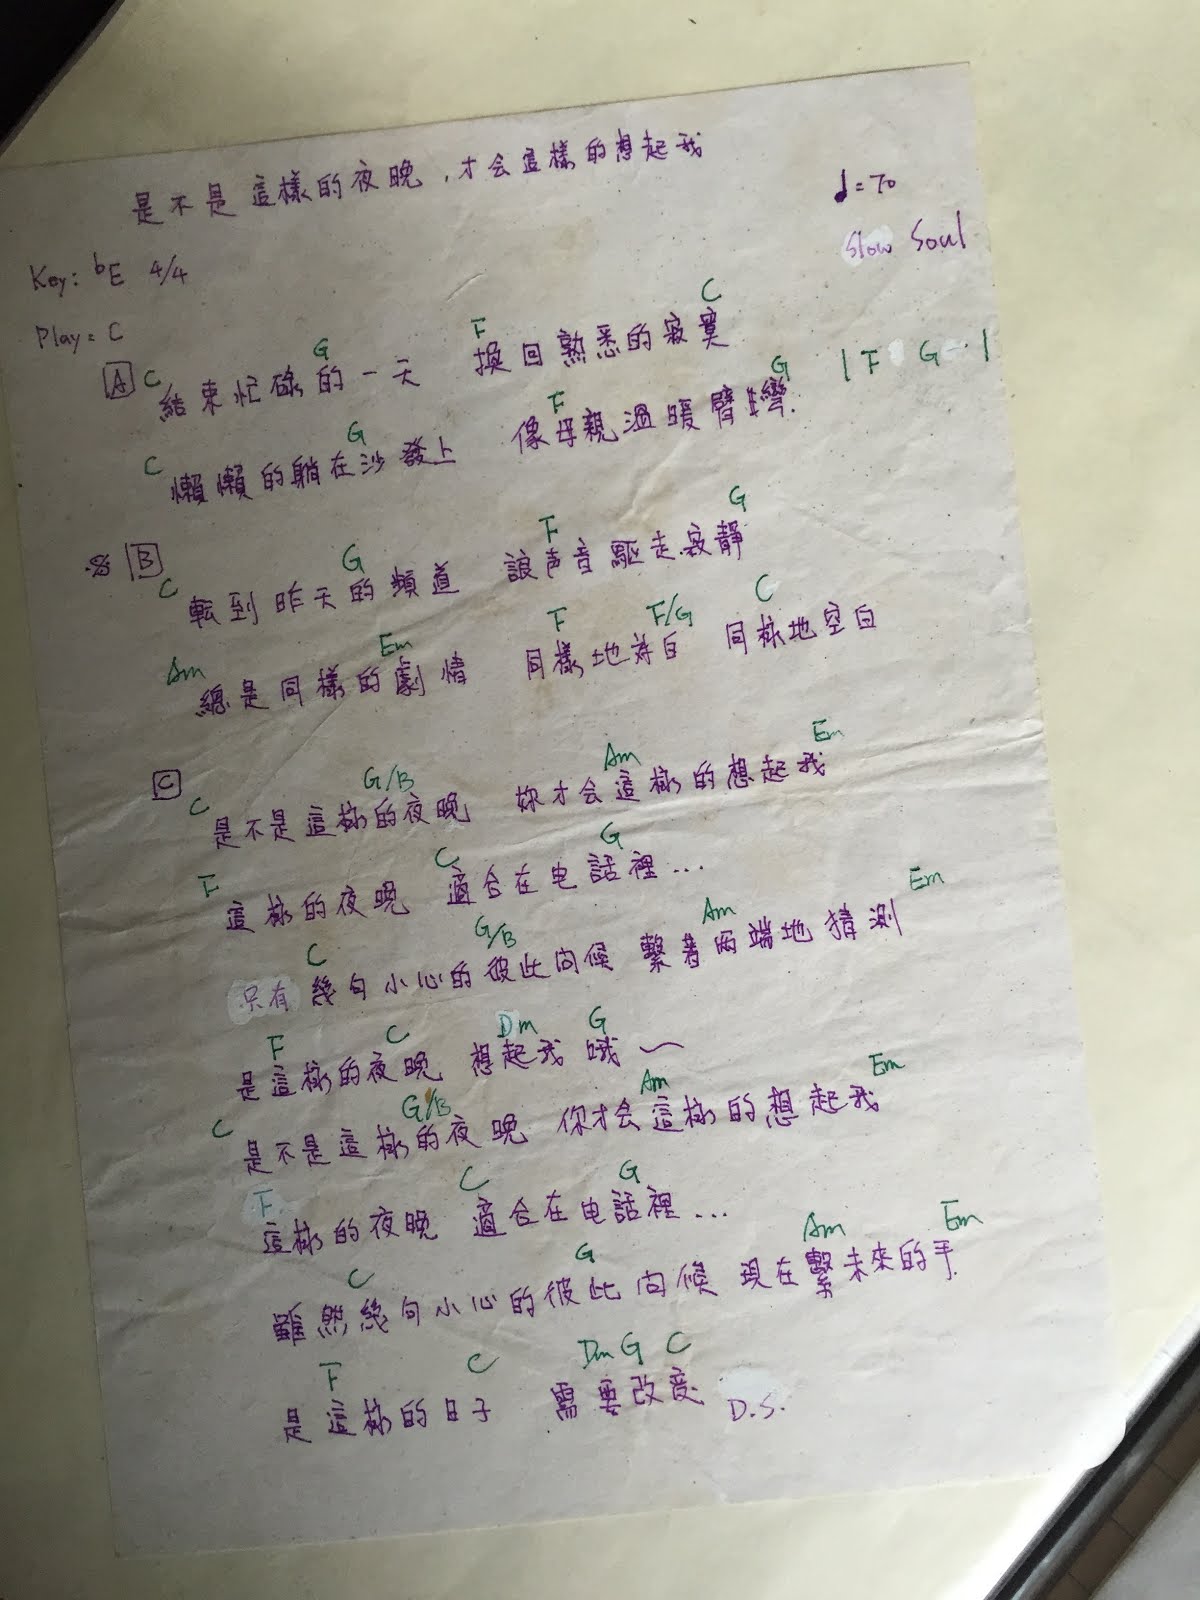 是不是這樣的夜晚，才会這樣的想起我
♩=70
Key: bE 4/4
Slow Soul
Play = C
C G F C
A 結束忙碌的一天 換回熟悉的寂寞
C G F G | F G - |
懶懶的躺在沙發上 像母親溫暖臂彎.
𝄋 B
C G F G
転到昨天的頻道 讓声音驅走寂靜
Am Em F F/G C
總是同樣的劇情 同樣地对白 同樣地空白
C
C G/B Am Em
是不是這樣的夜晚 妳才会這樣的想起我
F C G
這樣的夜晚 適合在电話裡...
C G/B Am Em
只有幾句小心的彼此问候 繫着两端地猜测
F C Dm G
是這樣的夜晚 想起我 哦～
C G/B Am Em
是不是這樣的夜晚 你才会這樣的想起我
F C G
這樣的夜晚 適合在电話裡...
C G Am Em
雖然幾句小心的彼此问候 現在繫未來的手.
F C Dm G C
是這樣的日子 需要改变
D.S.